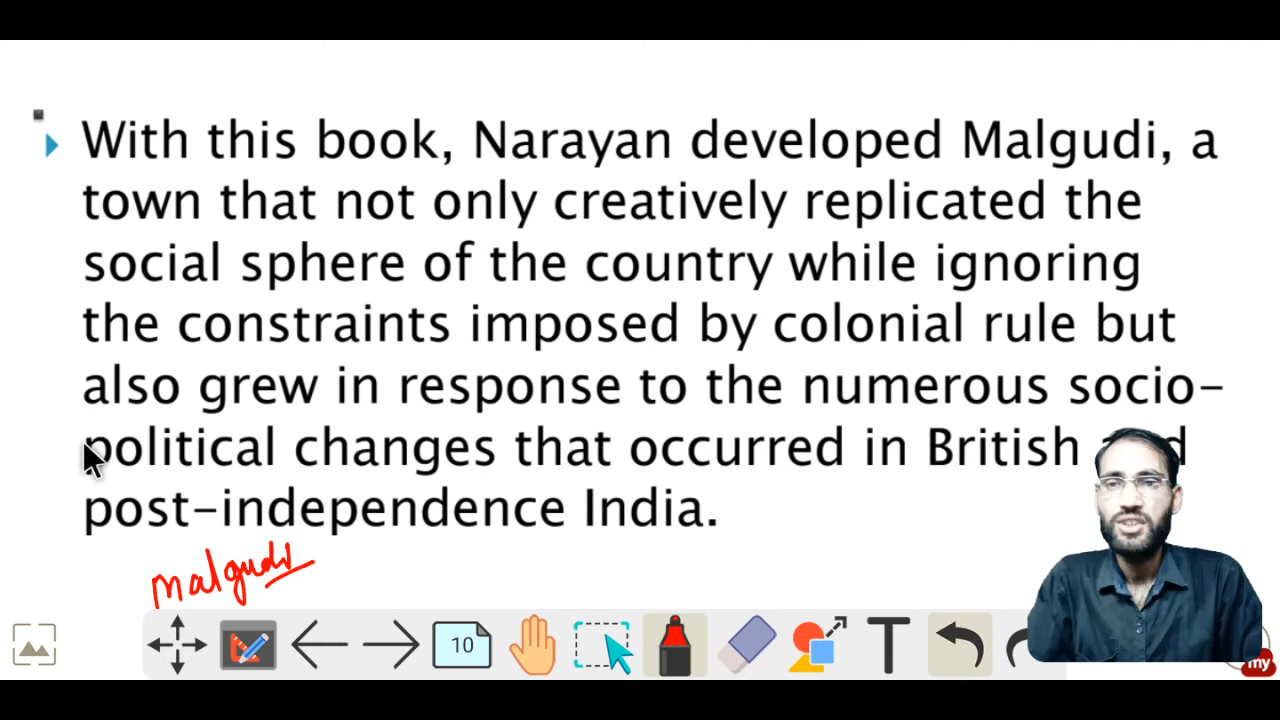 With this book, Narayan developed Malgudi, a
town that not only creatively replicated the
social sphere of the country while ignoring
the constraints imposed by colonial rule but
also grew in response to the numerous socio-
political changes that occurred in British
post-independence India.
Malgudi
10
T
my